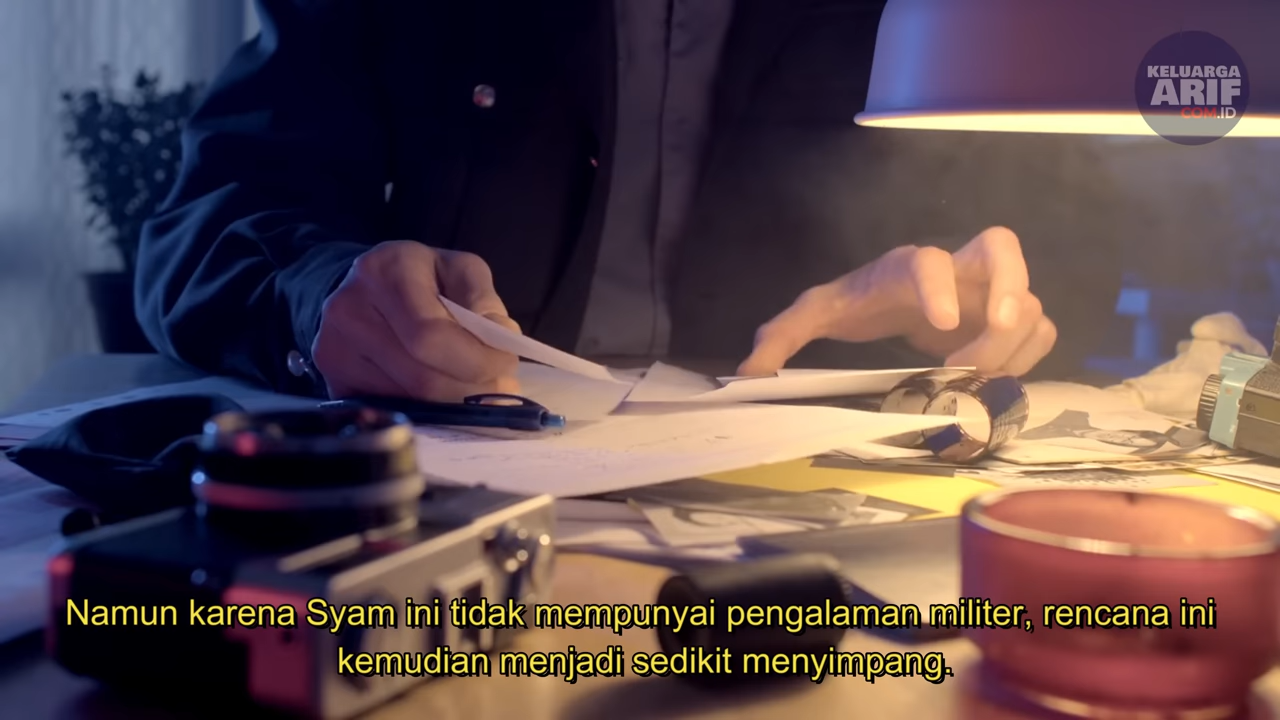 KELUARGA
ARIF
COM.ID
Namun karena Syam ini tidak mempunyai pengalaman militer, rencana ini
kemudian menjadi sedikit menyimpang.